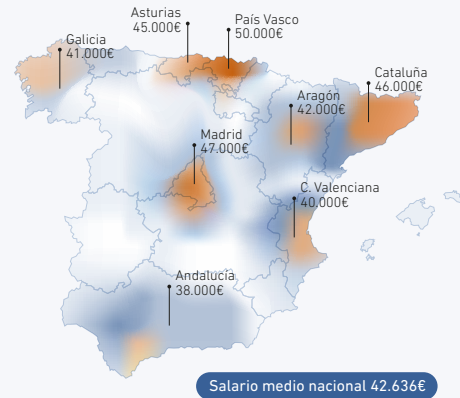 Asturias
45.000€
País Vasco
50.000€
Galicia
41.000€
Cataluña
46.000€
Aragón
42.000€
Madrid
47.000€
C. Valenciana
40.000€
Andalucía
38.000€
Salario medio nacional 42.636€